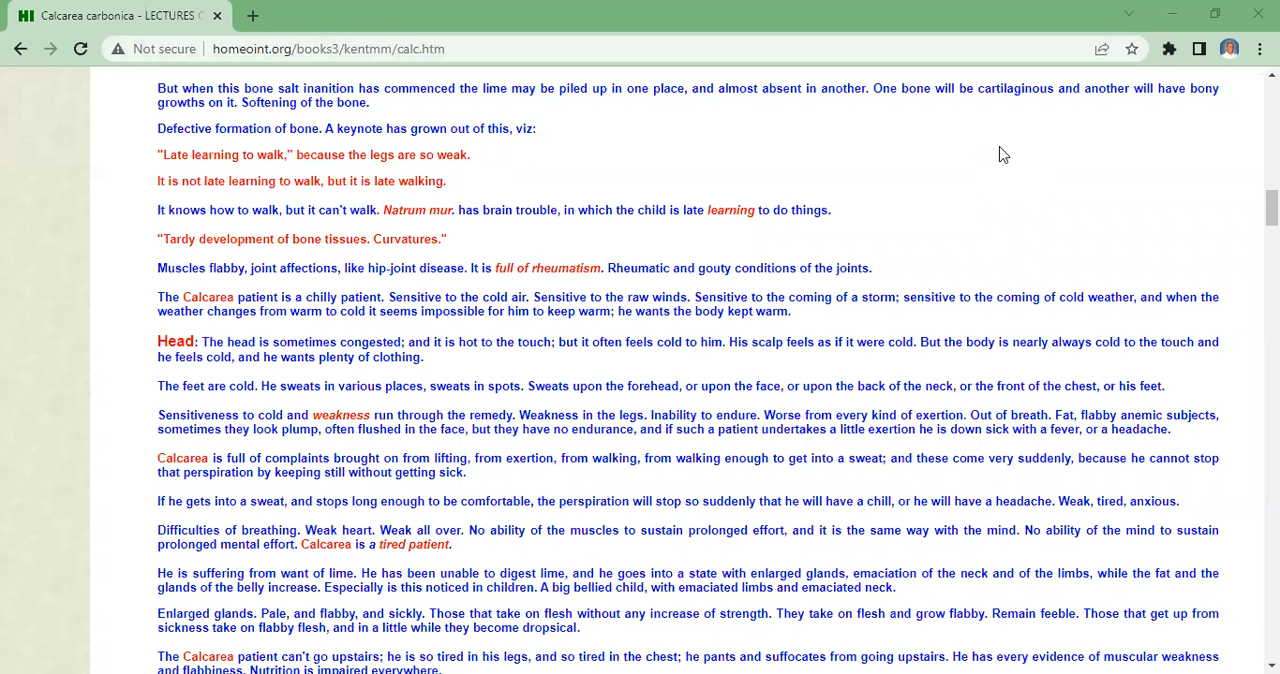 Calcarea carbonica - LECTURES
Not secure
homeoint.org/books3/kentmm/calc.htm
But when this bone salt inanition has commenced the lime may be piled up in one place, and almost absent in another. One bone will be cartilaginous and another will have bony
growths on it. Softening of the bone.
Defective formation of bone. A keynote has grown out of this, viz:
"Late learning to walk," because the legs are so weak.
It is not late learning to walk, but it is late walking.
It knows how to walk, but it can't walk. Natrum mur. has brain trouble, in which the child is late learning to do things.
"Tardy development of bone tissues. Curvatures."
Muscles flabby, joint affections, like hip-joint disease. It is full of rheumatism. Rheumatic and gouty conditions of the joints.
The Calcarea patient is a chilly patient. Sensitive to the cold air. Sensitive to the raw winds. Sensitive to the coming of a storm; sensitive to the coming of cold weather, and when the
weather changes from warm to cold it seems impossible for him to keep warm; he wants the body kept warm.
Head: The head is sometimes congested; and it is hot to the touch; but it often feels cold to him. His scalp feels as if it were cold. But the body is nearly always cold to the touch and
he feels cold, and he wants plenty of clothing.
The feet are cold. He sweats in various places, sweats in spots. Sweats upon the forehead, or upon the face, or upon the back of the neck, or the front of the chest, or his feet.
Sensitiveness to cold and weakness run through the remedy. Weakness in the legs. Inability to endure. Worse from every kind of exertion. Out of breath. Fat, flabby anemic subjects,
sometimes they look plump, often flushed in the face, but they have no endurance, and if such a patient undertakes a little exertion he is down sick with a fever, or a headache.
Calcarea is full of complaints brought on from lifting, from exertion, from walking, from walking enough to get into a sweat; and these come very suddenly, because he cannot stop
that perspiration by keeping still without getting sick.
If he gets into a sweat, and stops long enough to be comfortable, the perspiration will stop so suddenly that he will have a chill, or he will have a headache. Weak, tired, anxious.
Difficulties of breathing. Weak heart. Weak all over. No ability of the muscles to sustain prolonged effort, and it is the same way with the mind. No ability of the mind to sustain
prolonged mental effort. Calcarea is a tired patient.
He is suffering from want of lime. He has been unable to digest lime, and he goes into a state with enlarged glands, emaciation of the neck and of the limbs, while the fat and the
glands of the belly increase. Especially is this noticed in children. A big bellied child, with emaciated limbs and emaciated neck.
Enlarged glands. Pale, and flabby, and sickly. Those that take on flesh without any increase of strength. They take on flesh and grow flabby. Remain feeble. Those that get up from
sickness take on flabby flesh, and in a little while they become dropsical.
The Calcarea patient can't go upstairs; he is so tired in his legs, and so tired in the chest; he pants and suffocates from going upstairs. He has every evidence of muscular weakness
and flabbiness. Nutrition is impaired everywhere.